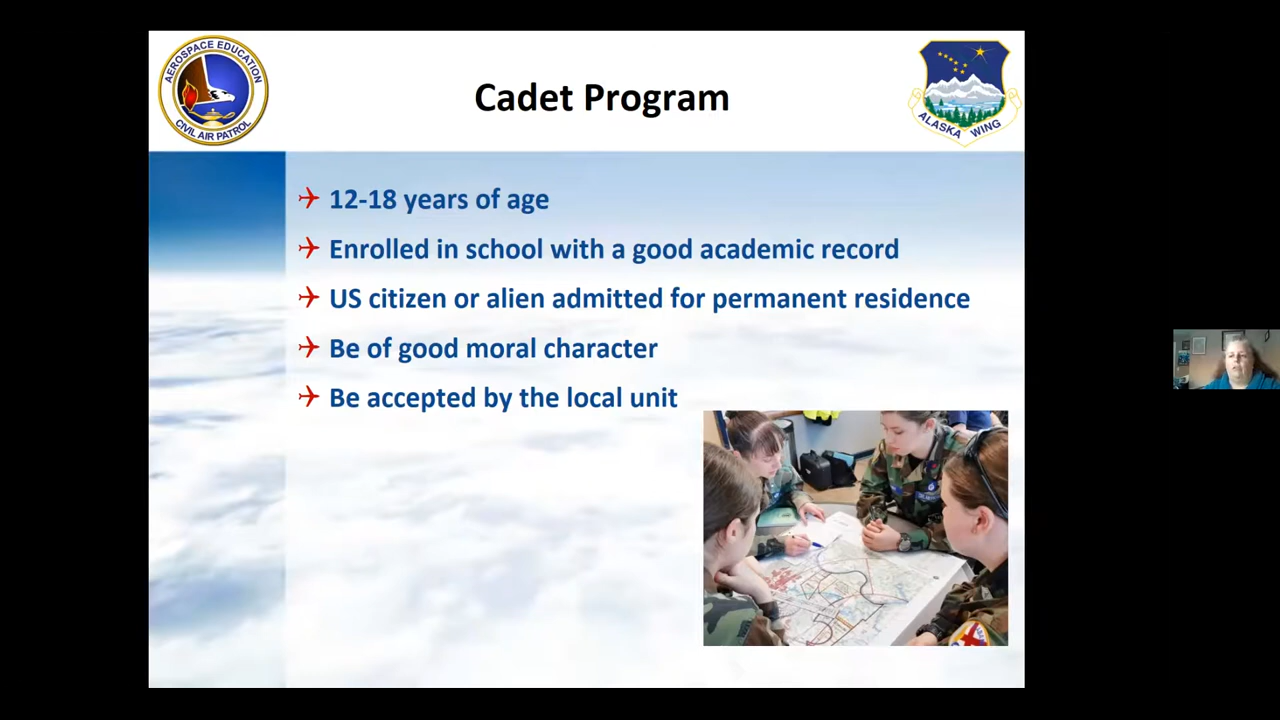 AEROSPACE EDUCATION
CIVIL AIR PATROL
Cadet Program
ALASKA WING
12-18 years of age
Enrolled in school with a good academic record
US citizen or alien admitted for permanent residence
Be of good moral character
Be accepted by the local unit